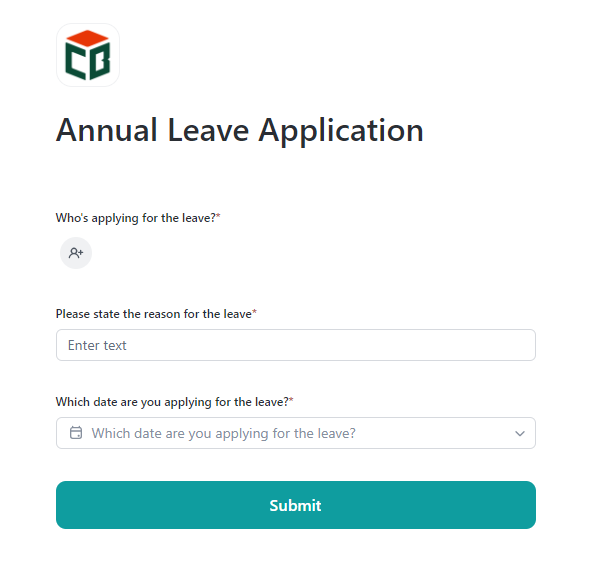 CB
Annual Leave Application
Who's applying for the leave?*
Please state the reason for the leave*
Enter text
Which date are you applying for the leave?*
Which date are you applying for the leave?
Submit